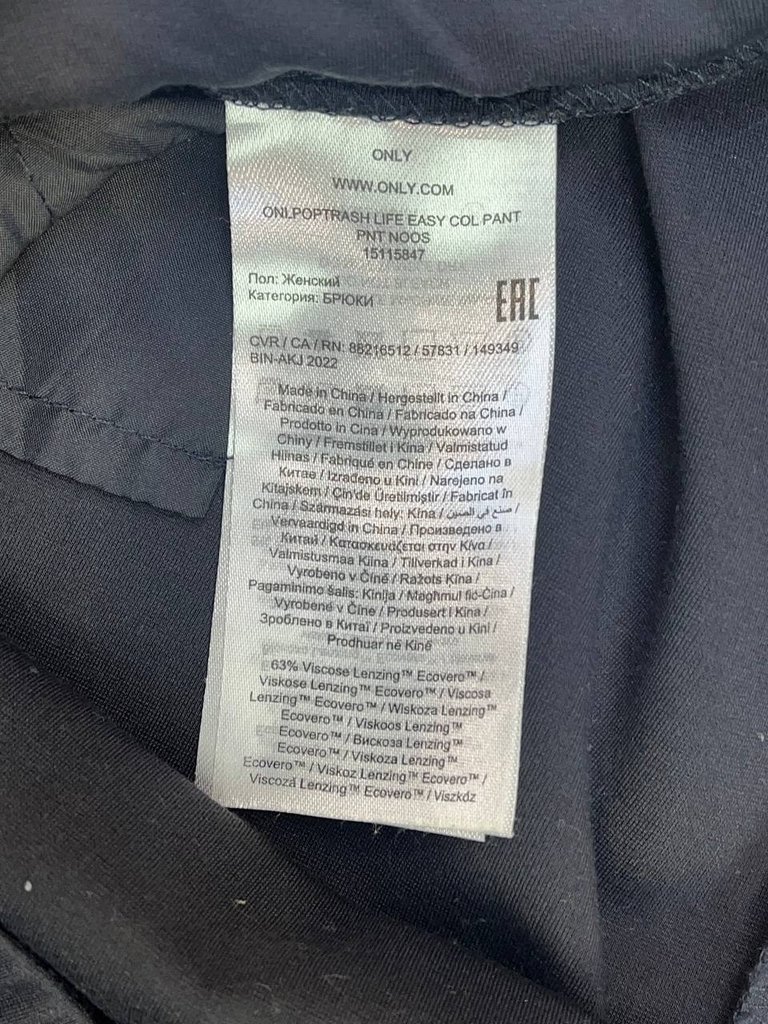 ONLY
WWW.ONLY.COM
ONLPOPTRASH LIFE EASY COL PANT
PNT NOOS
15115847
Пол: Женский
Категория: БРЮКИ
EAC
CVR / CA / RN: 88216512 / 57831 / 149349
BIN-AKJ 2022
Made in China / Hergestellt in China /
Fabricado en China / Fabricado na China /
Prodotto in Cina / Wyprodukowano w
Chiny / Fremstillet i Kina / Valmistatud
Hiinas / Fabriqué en Chine / Сделано в
Китае / Izrađeno u Kini / Narejeno na
Kitajskem / Çin'de Üretilmiştir / Fabricat în
China / Származási hely: Kína / صنع في الصين /
Vervaardigd in China / Произведено в
Китай / Κατασκευάζεται στην Κίνα /
Valmistusmaa Kiina / Tillverkad i Kina /
Vyrobeno v Číně / Ražots Ķīna /
Pagaminimo šalis: Kinija / Magħmul fiċ-Ċina /
Vyrobené v Číne / Produsert i Kina /
Зроблено в Китаї / Proizvedeno u Kini /
Prodhuar në Kinë
63% Viscose Lenzing™ Ecovero™ /
Viskose Lenzing™ Ecovero™ / Viscosa
Lenzing™ Ecovero™ / Wiskoza Lenzing™
Ecovero™ / Viskoos Lenzing™
Ecovero™ / Вискоза Lenzing™
Ecovero™ / Viskoza Lenzing™
Ecovero™ / Viskoz Lenzing™ Ecovero™ /
Viscoză Lenzing™ Ecovero™ / Viszkóz